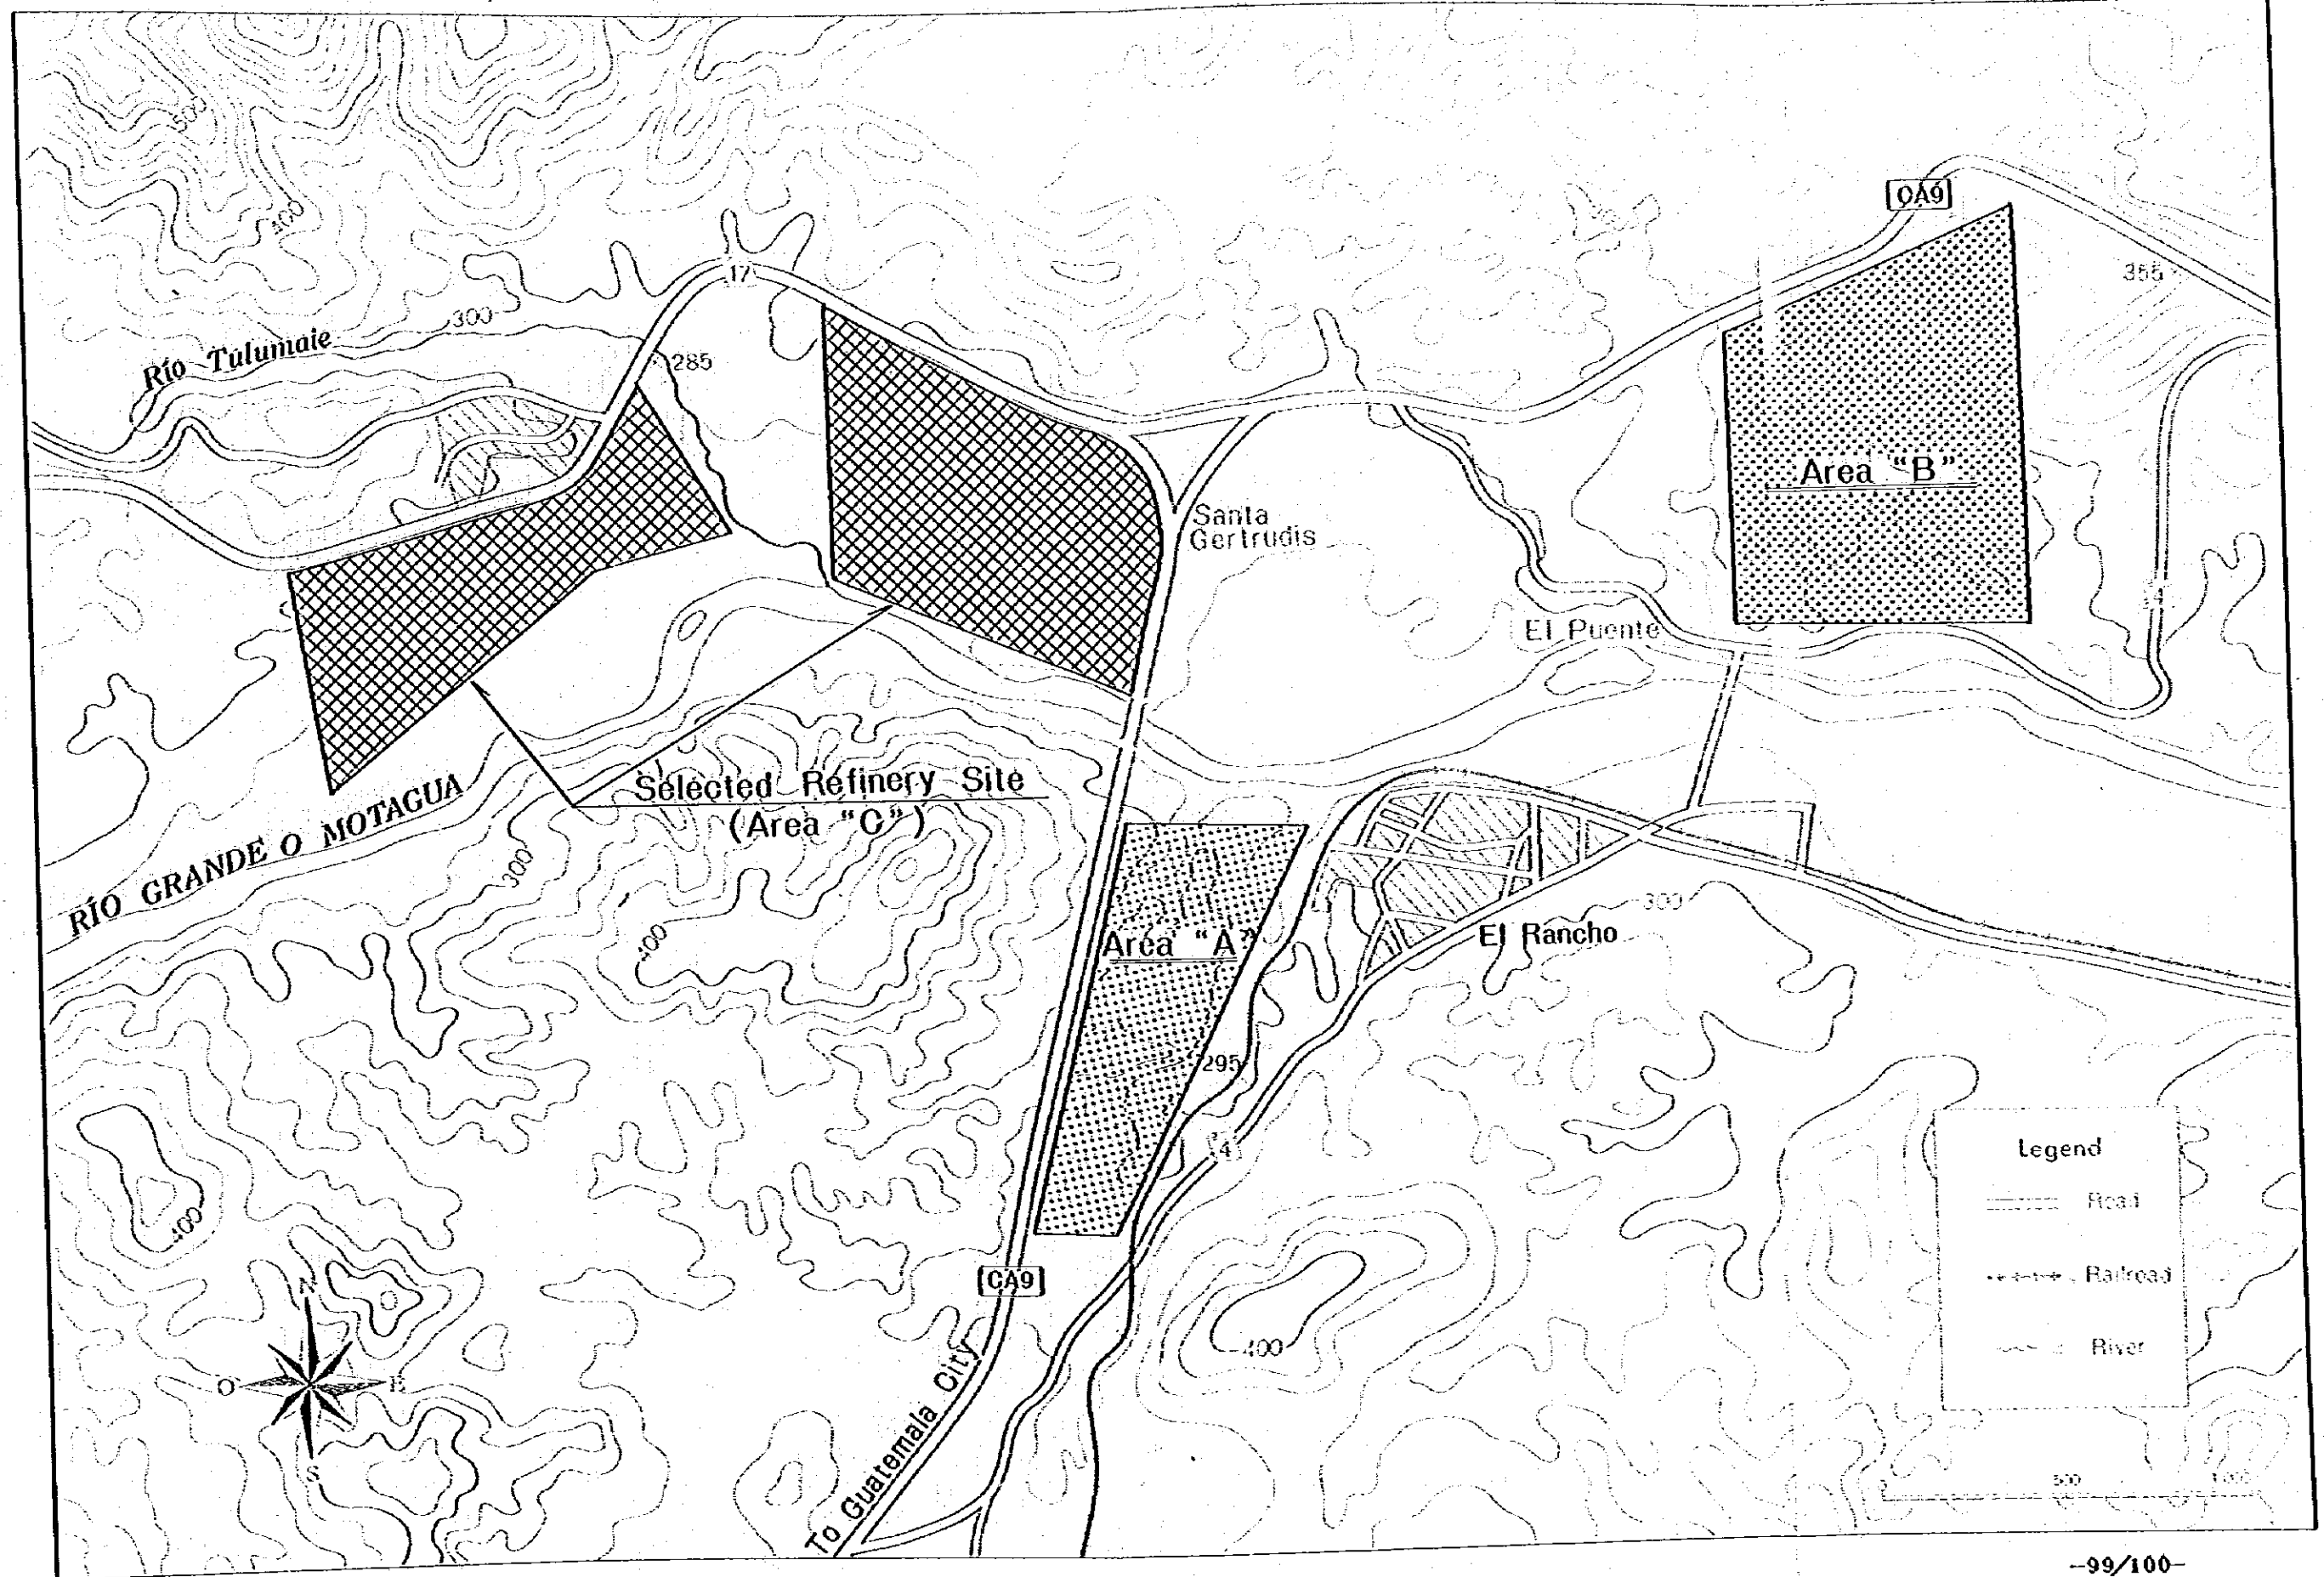 500
400
CA9
355
17
300
Río Tulumaie
285
Area "B"
Santa
Gertrudis
El Puente
Selected Refinery Site
(Area "C")
RÍO GRANDE O MOTAGUA
300
400
Area "A"
300
El Rancho
295
4
Legend
Road
Railroad
River
400
N
O
E
S
CA9
400
To Guatemala City
500
--99/100-